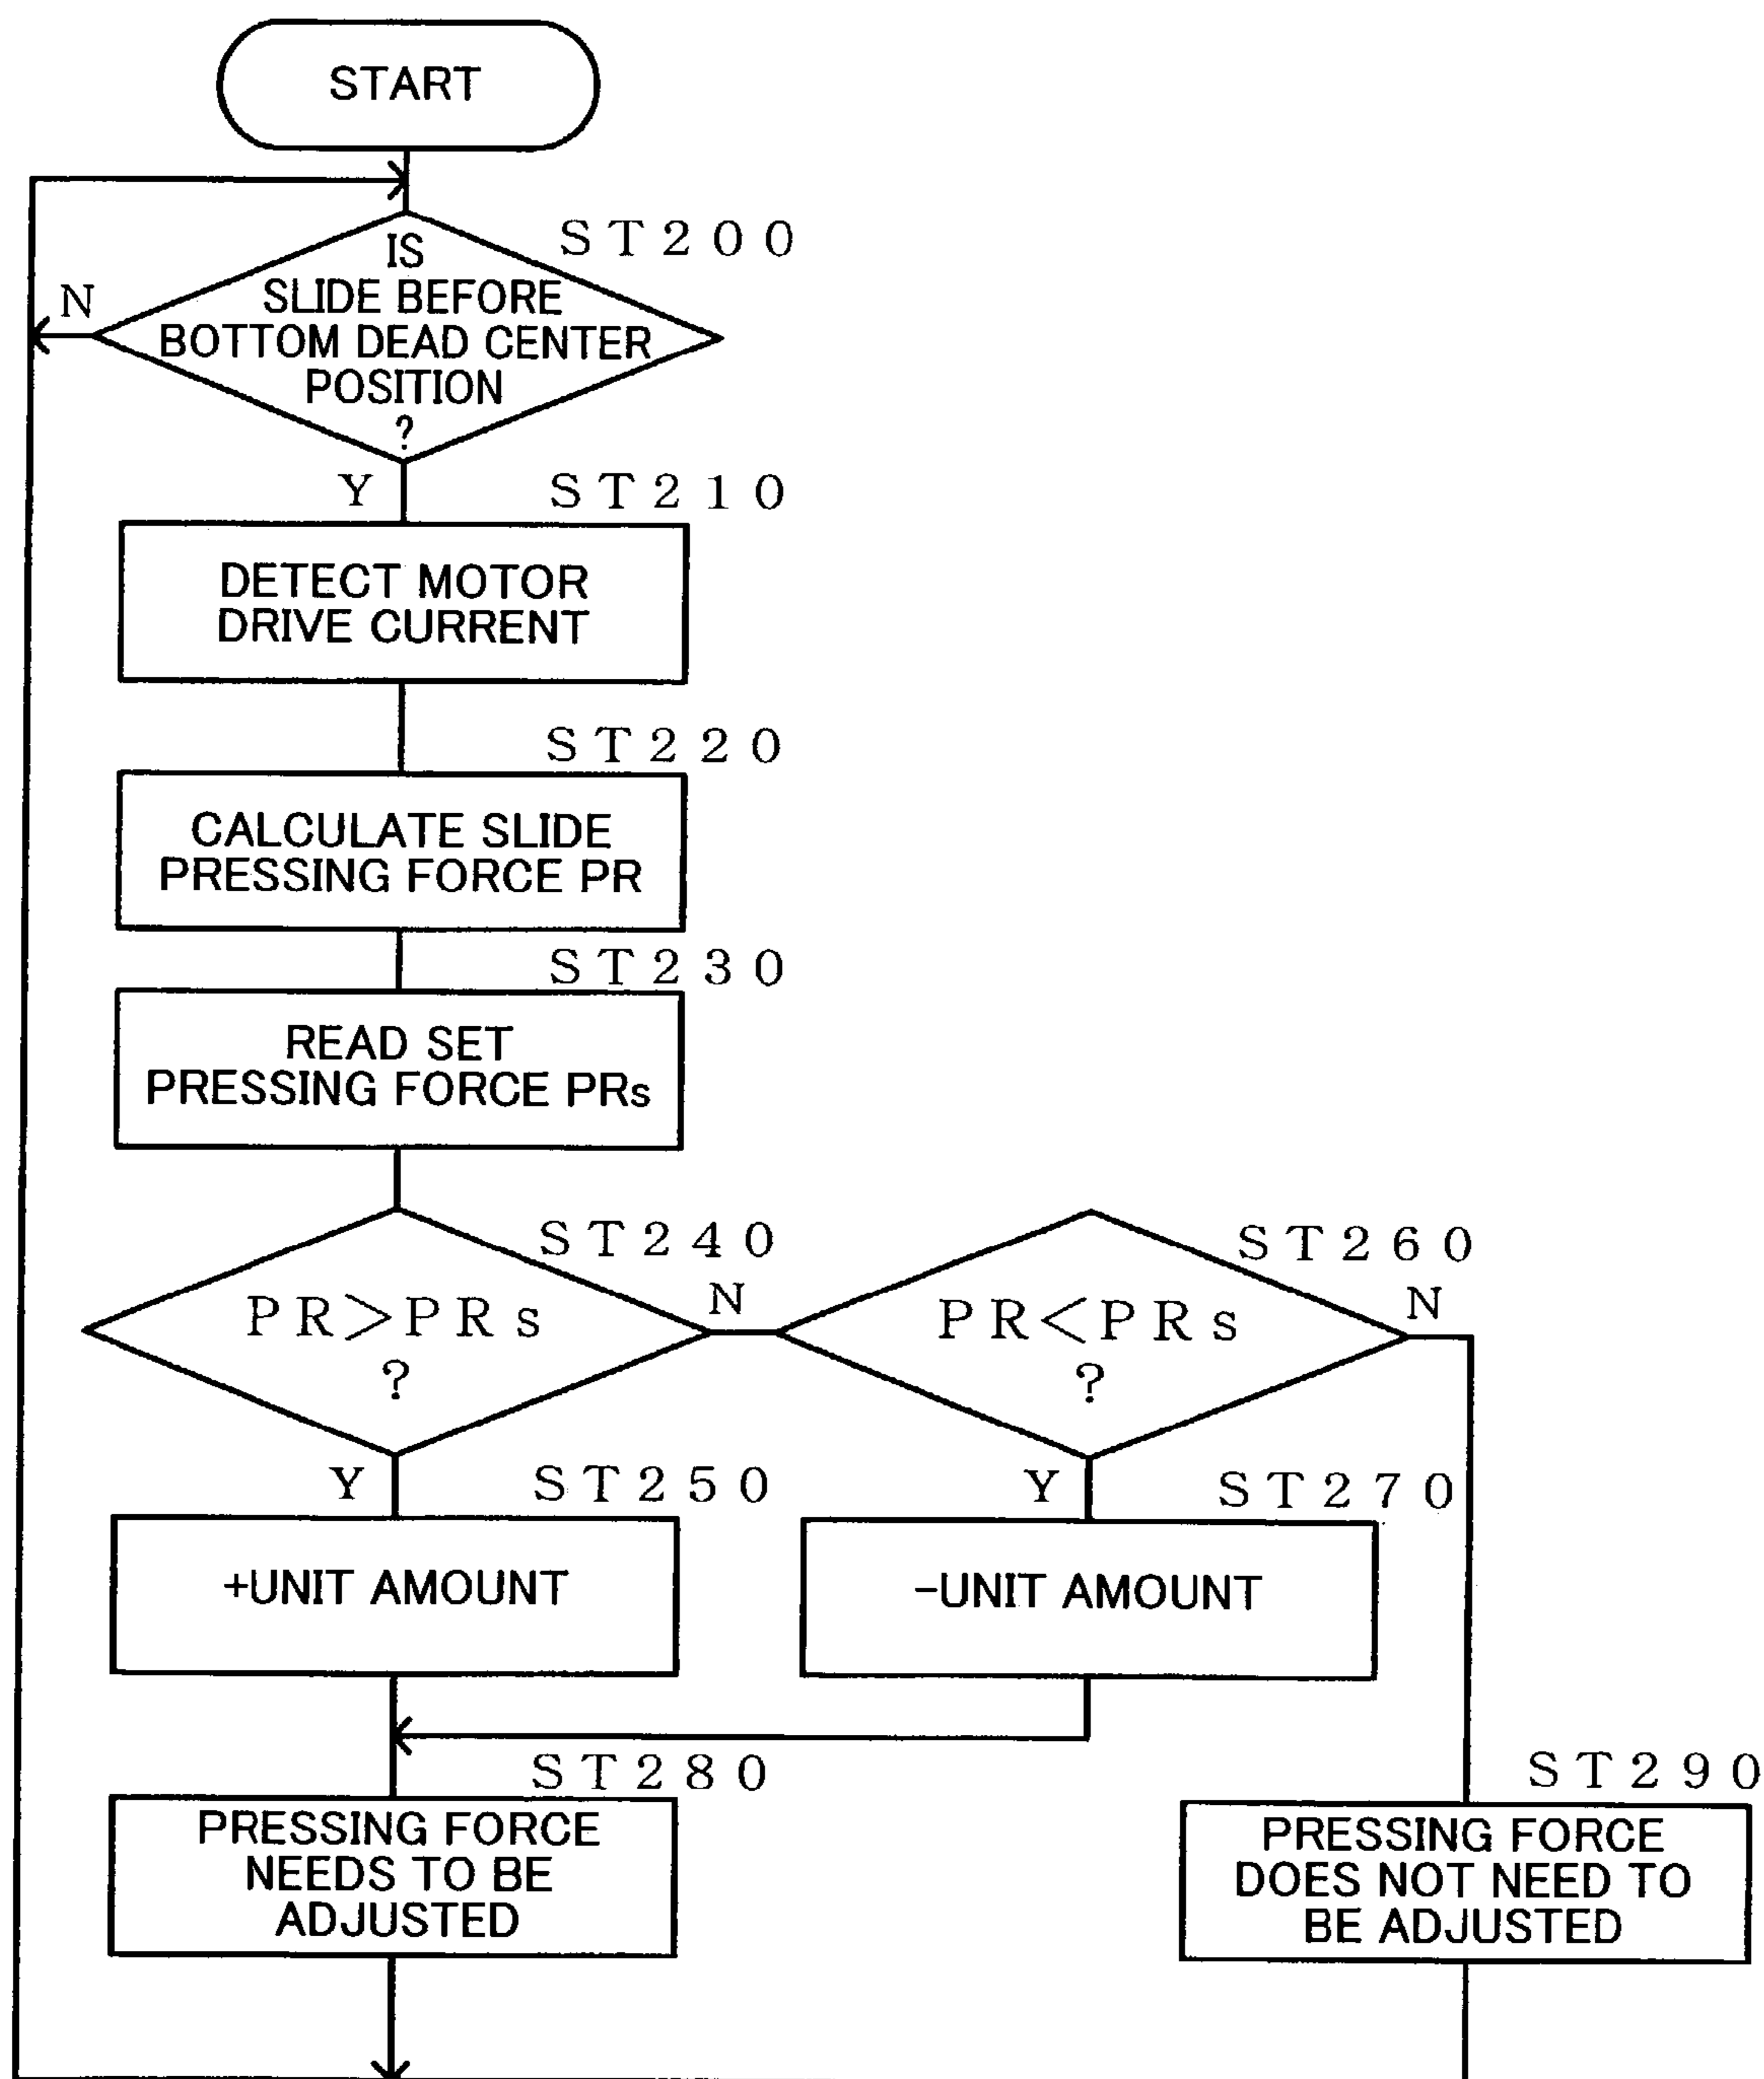 START
ST200
IS
SLIDE BEFORE
BOTTOM DEAD CENTER
POSITION
?
N
Y
ST210
DETECT MOTOR
DRIVE CURRENT
ST220
CALCULATE SLIDE
PRESSING FORCE PR
ST230
READ SET
PRESSING FORCE PRs
ST240
PR>PRs
?
N
ST260
PR<PRs
?
N
Y
ST250
+UNIT AMOUNT
Y
ST270
-UNIT AMOUNT
ST280
PRESSING FORCE
NEEDS TO BE
ADJUSTED
ST290
PRESSING FORCE
DOES NOT NEED TO
BE ADJUSTED